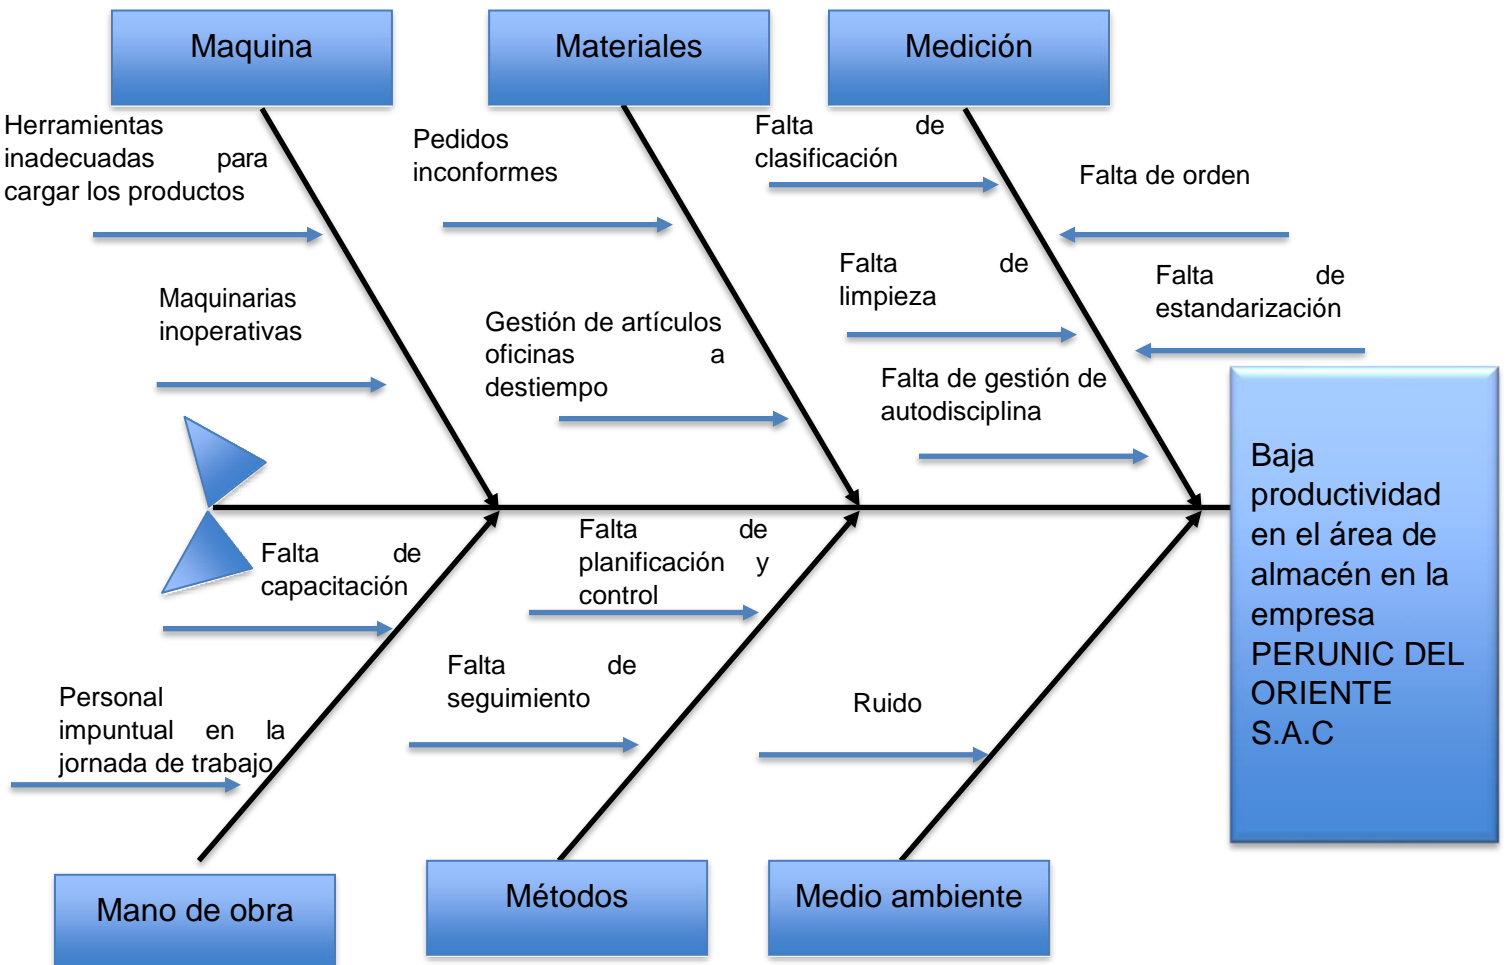 Maquina
Materiales
Medición
Herramientas
inadecuadas para
cargar los productos
Pedidos
inconformes
Falta de
clasificación
Falta de orden
Maquinarias
inoperativas
Gestión de artículos
oficinas a
destiempo
Falta de
limpieza
Falta de
estandarización
Falta de gestión de
autodisciplina
Baja
productividad
en el área de
almacén en la
empresa
PERUNIC DEL
ORIENTE
S.A.C
Falta de
capacitación
Falta de
planificación y
control
Personal
impuntual en la
jornada de trabajo
Falta de
seguimiento
Ruido
Mano de obra
Métodos
Medio ambiente